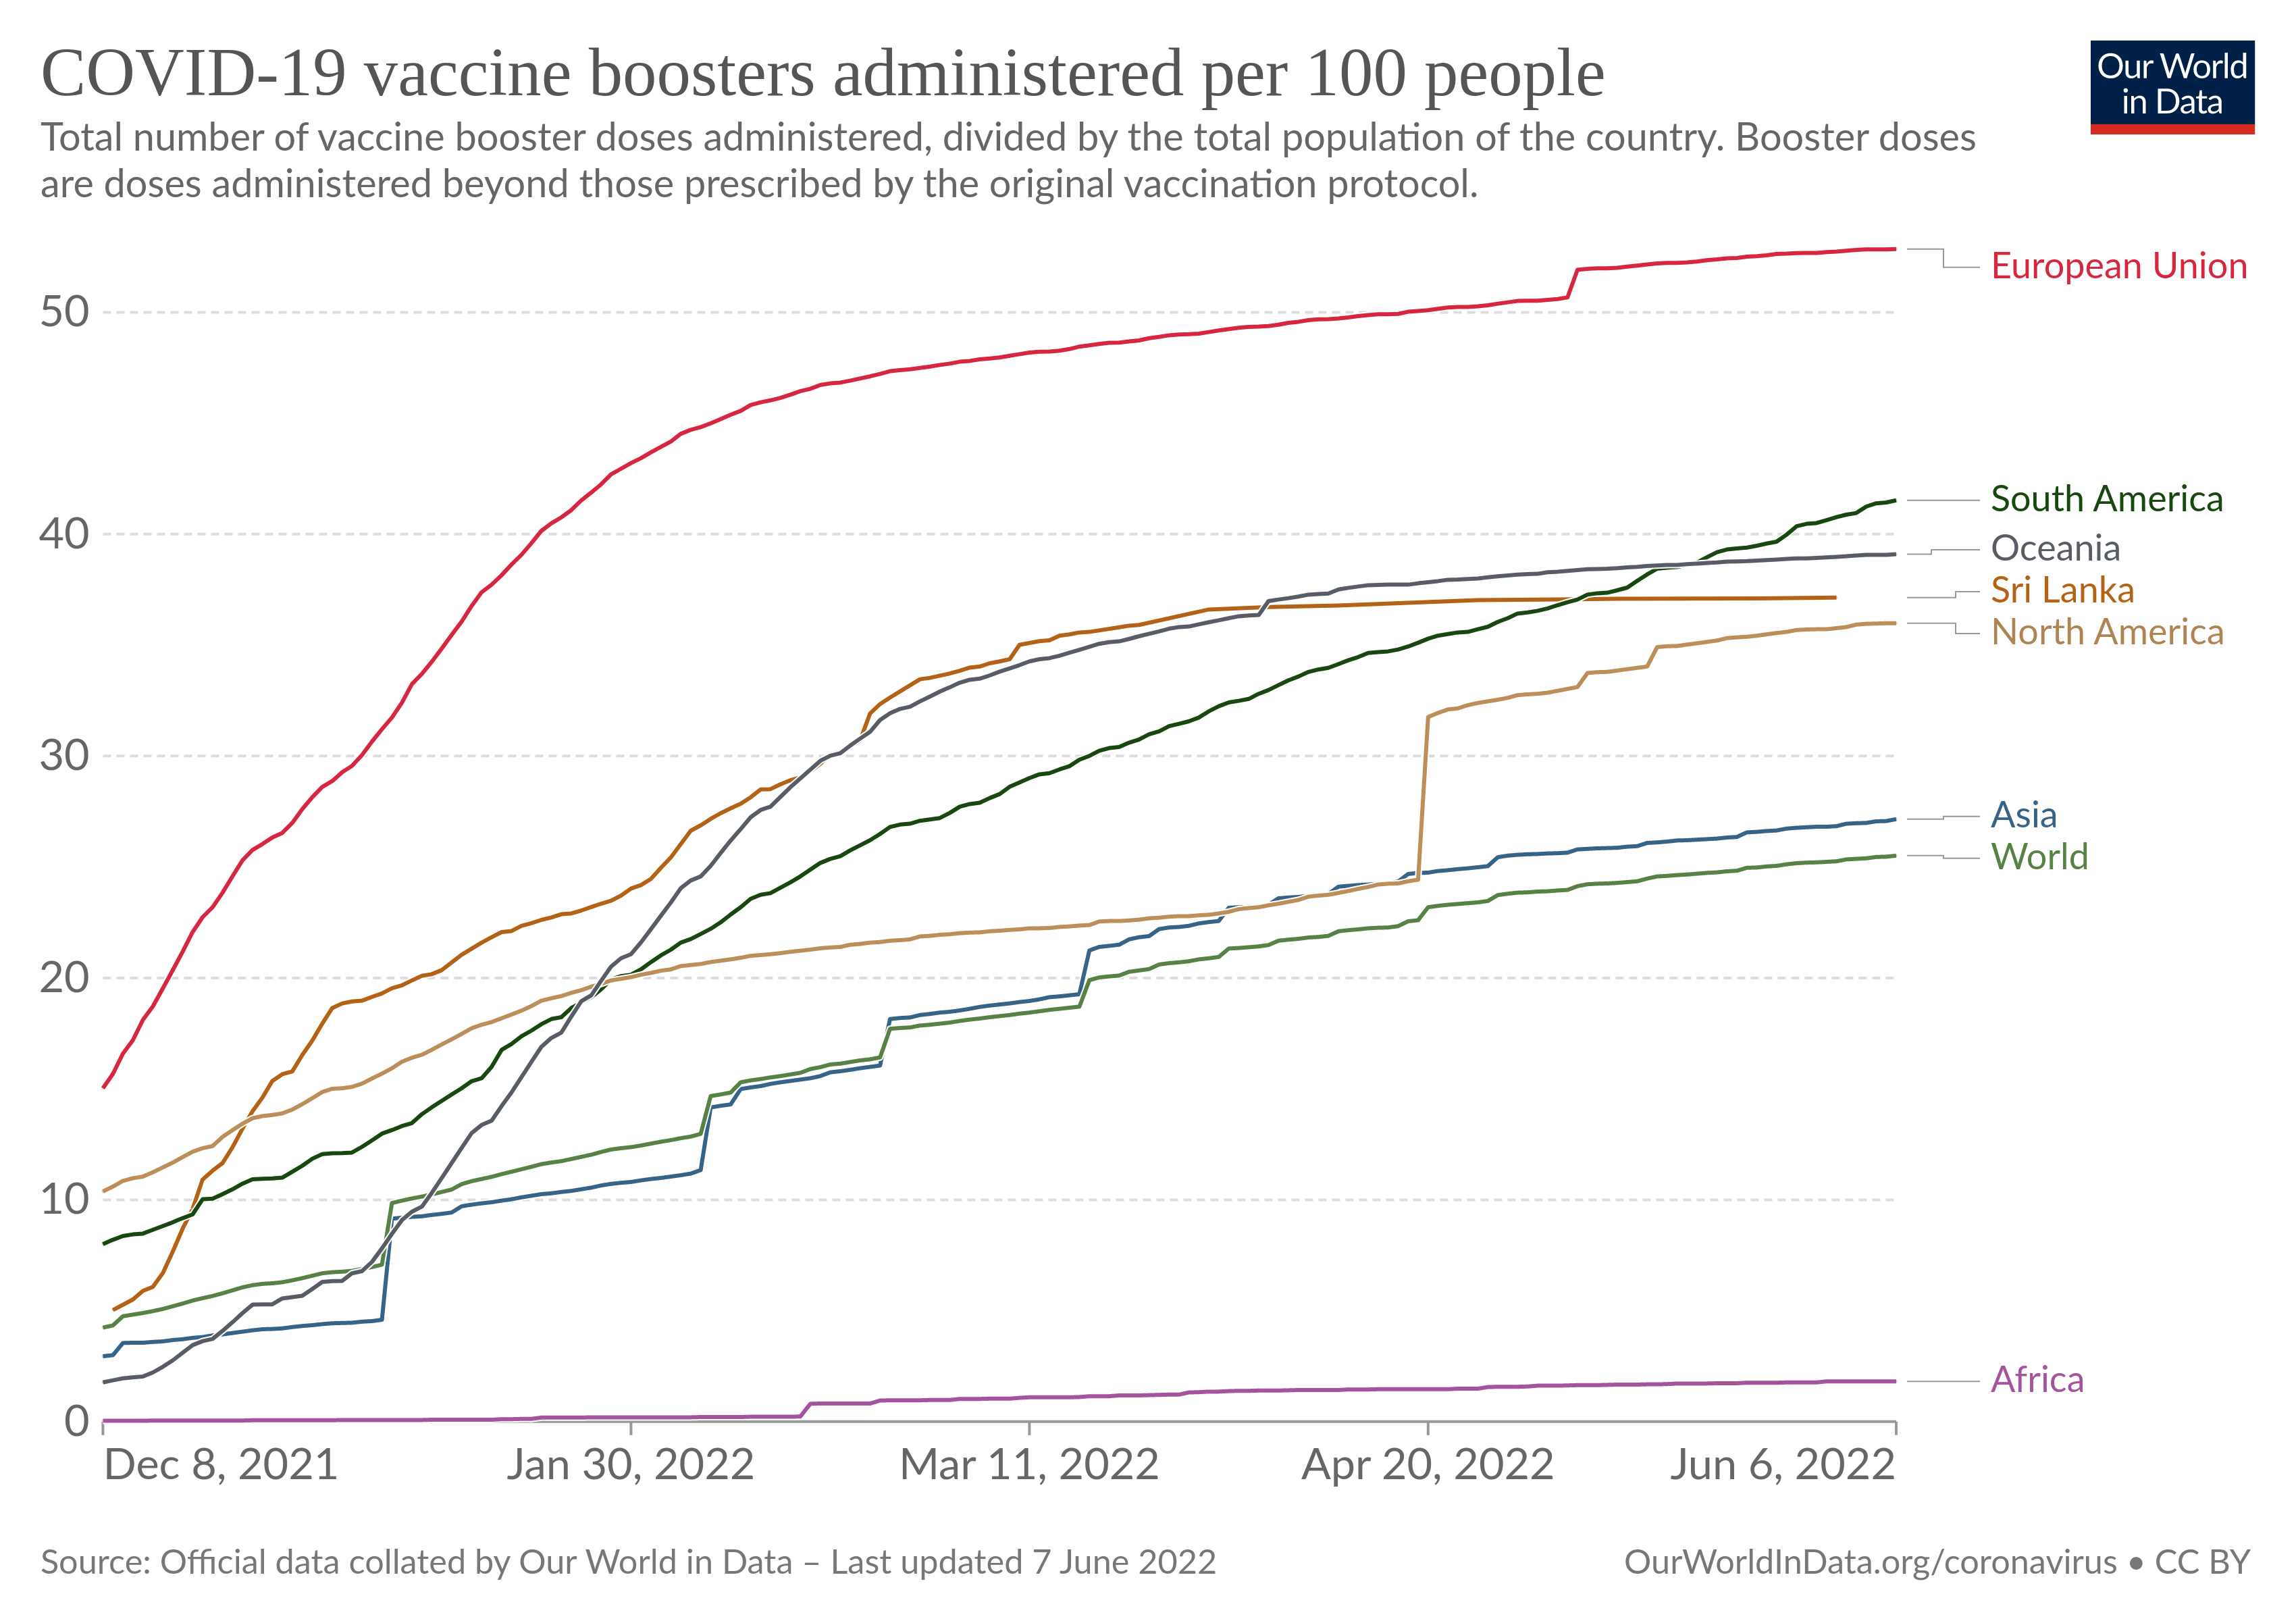 COVID-19 vaccine boosters administered per 100 people
Our World
in Data
Total number of vaccine booster doses administered, divided by the total population of the country. Booster doses
are doses administered beyond those prescribed by the original vaccination protocol.
European Union
50
South America
40
Oceania
Sri Lanka
North America
30
Asia
World
20
10
Africa
0
Dec 8, 2021
Jan 30, 2022
Mar 11, 2022
Apr 20, 2022
Jun 6, 2022
Source: Official data collated by Our World in Data – Last updated 7 June 2022
OurWorldInData.org/coronavirus • CC BY